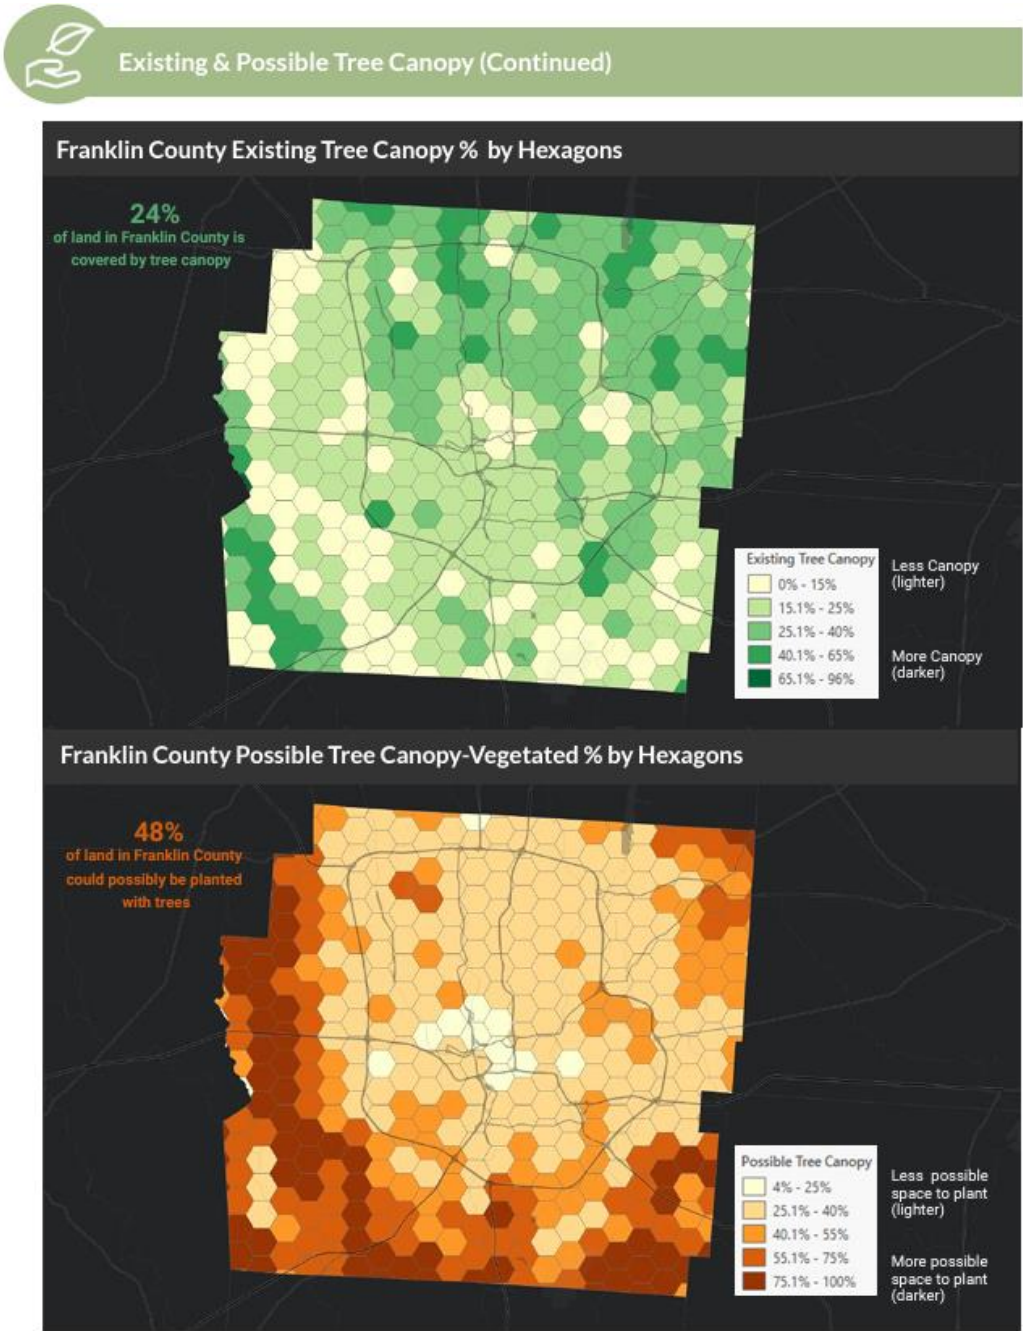 Existing & Possible Tree Canopy (Continued)
Franklin County Existing Tree Canopy % by Hexagons
24%
of land in Franklin County is
covered by tree canopy
Existing Tree Canopy
0% - 15%
15.1% - 25%
25.1% - 40%
40.1% - 65%
65.1% - 96%
Less Canopy
(lighter)
More Canopy
(darker)
Franklin County Possible Tree Canopy-Vegetated % by Hexagons
48%
of land in Franklin County
could possibly be planted
with trees
Possible Tree Canopy
4% - 25%
25.1% - 40%
40.1% - 55%
55.1% - 75%
75.1% - 100%
Less possible
space to plant
(lighter)
More possible
space to plant
(darker)